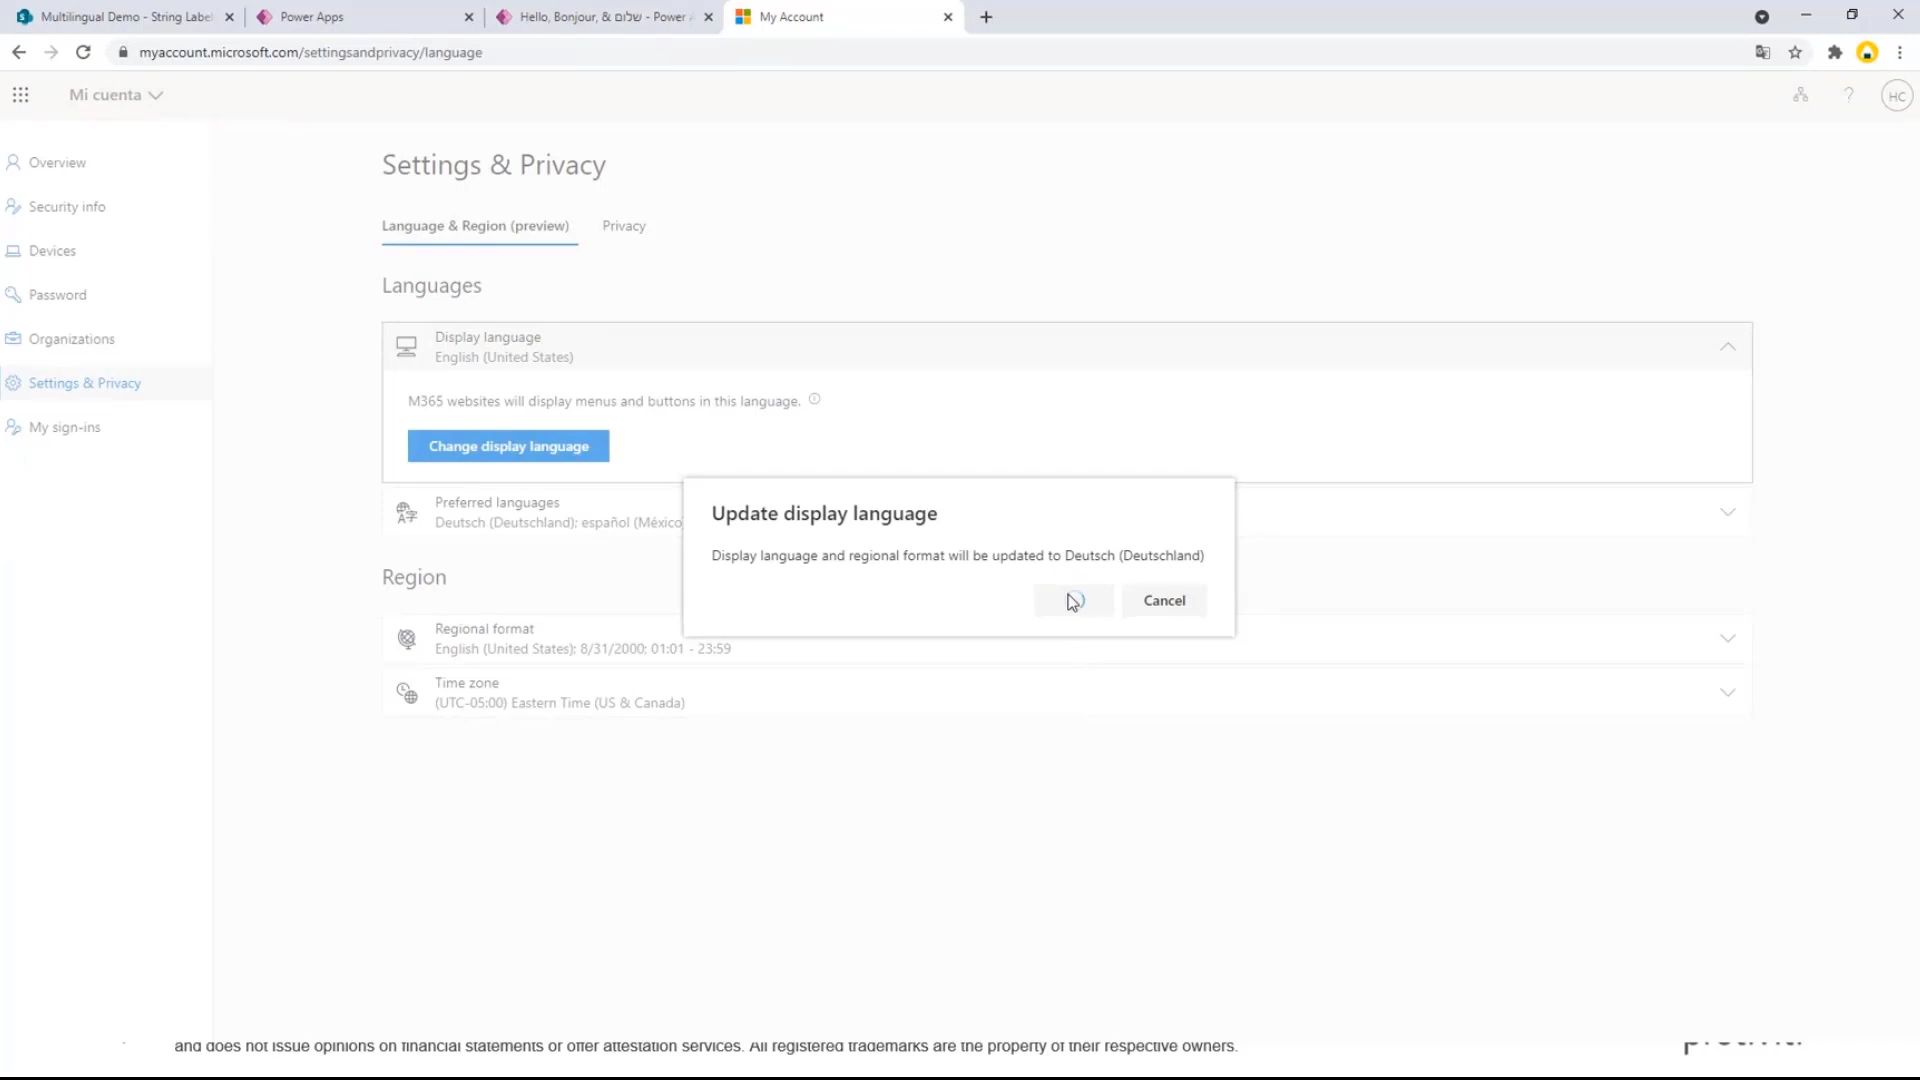 Multilingual Demo - String Label
Power Apps
Hello, Bonjour, & שלום - Power A
My Account
myaccount.microsoft.com/settingsandprivacy/language
Mi cuenta
HC
Overview
Security info
Devices
Password
Organizations
Settings & Privacy
My sign-ins
Settings & Privacy
Language & Region (preview)
Privacy
Languages
Display language
English (United States)
M365 websites will display menus and buttons in this language.
Change display language
Preferred languages
Deutsch (Deutschland); español (México
Update display language
Display language and regional format will be updated to Deutsch (Deutschland)
Cancel
Region
Regional format
English (United States); 8/31/2000; 01:01 - 23:59
Time zone
(UTC-05:00) Eastern Time (US & Canada)
and does not issue opinions on financial statements or offer attestation services. All registered trademarks are the property of their respective owners.